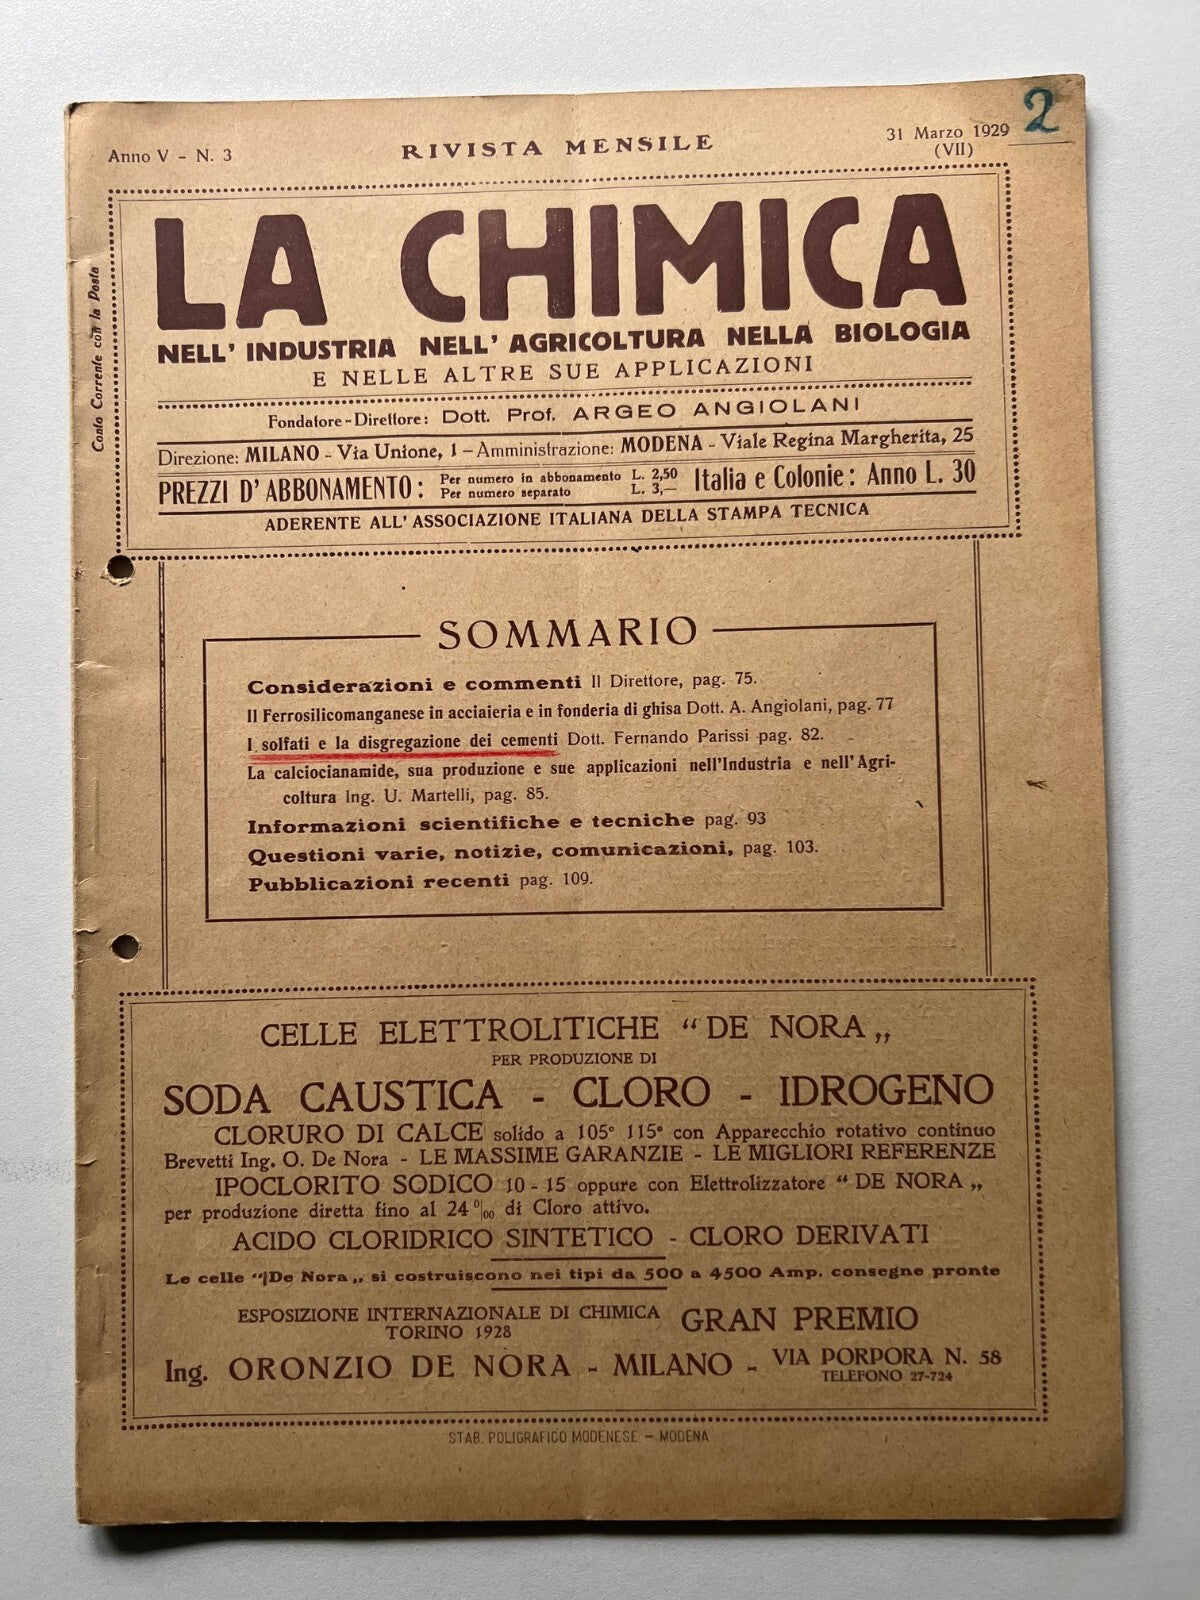 2
Anno V - N. 3
RIVISTA MENSILE
31 Marzo 1929
(VII)
Conto Corrente con la Posta
LA CHIMICA
NELL' INDUSTRIA NELL' AGRICOLTURA NELLA BIOLOGIA
E NELLE ALTRE SUE APPLICAZIONI
Fondatore-Direttore: Dott. Prof. ARGEO ANGIOLANI
Direzione: MILANO - Via Unione, 1 - Amministrazione: MODENA - Viale Regina Margherita, 25
PREZZI D' ABBONAMENTO: Per numero in abbonamento L. 2,50
Per numero separato L. 3,—
Italia e Colonie: Anno L. 30
ADERENTE ALL' ASSOCIAZIONE ITALIANA DELLA STAMPA TECNICA
SOMMARIO
Considerazioni e commenti Il Direttore, pag. 75.
Il Ferrosilicomanganese in acciaieria e in fonderia di ghisa Dott. A. Angiolani, pag. 77
I solfati e la disgregazione dei cementi Dott. Fernando Parissi pag. 82.
La calciocianamide, sua produzione e sue applicazioni nell'Industria e nell'Agri-
coltura Ing. U. Martelli, pag. 85.
Informazioni scientifiche e tecniche pag. 93
Questioni varie, notizie, comunicazioni, pag. 103.
Pubblicazioni recenti pag. 109.
CELLE ELETTROLITICHE “DE NORA„
PER PRODUZIONE DI
SODA CAUSTICA - CLORO - IDROGENO
CLORURO DI CALCE solido a 105° 115° con Apparecchio rotativo continuo
Brevetti Ing. O. De Nora - LE MASSIME GARANZIE - LE MIGLIORI REFERENZE
IPOCLORITO SODICO 10 - 15 oppure con Elettrolizzatore “DE NORA„
per produzione diretta fino al 24 0|00 di Cloro attivo.
ACIDO CLORIDRICO SINTETICO - CLORO DERIVATI
Le celle “De Nora„ si costruiscono nei tipi da 500 a 4500 Amp. consegne pronte
ESPOSIZIONE INTERNAZIONALE DI CHIMICA
TORINO 1928
GRAN PREMIO
Ing. ORONZIO DE NORA - MILANO - VIA PORPORA N. 58
TELEFONO 27-724
STAB. POLIGRAFICO MODENESE - MODENA